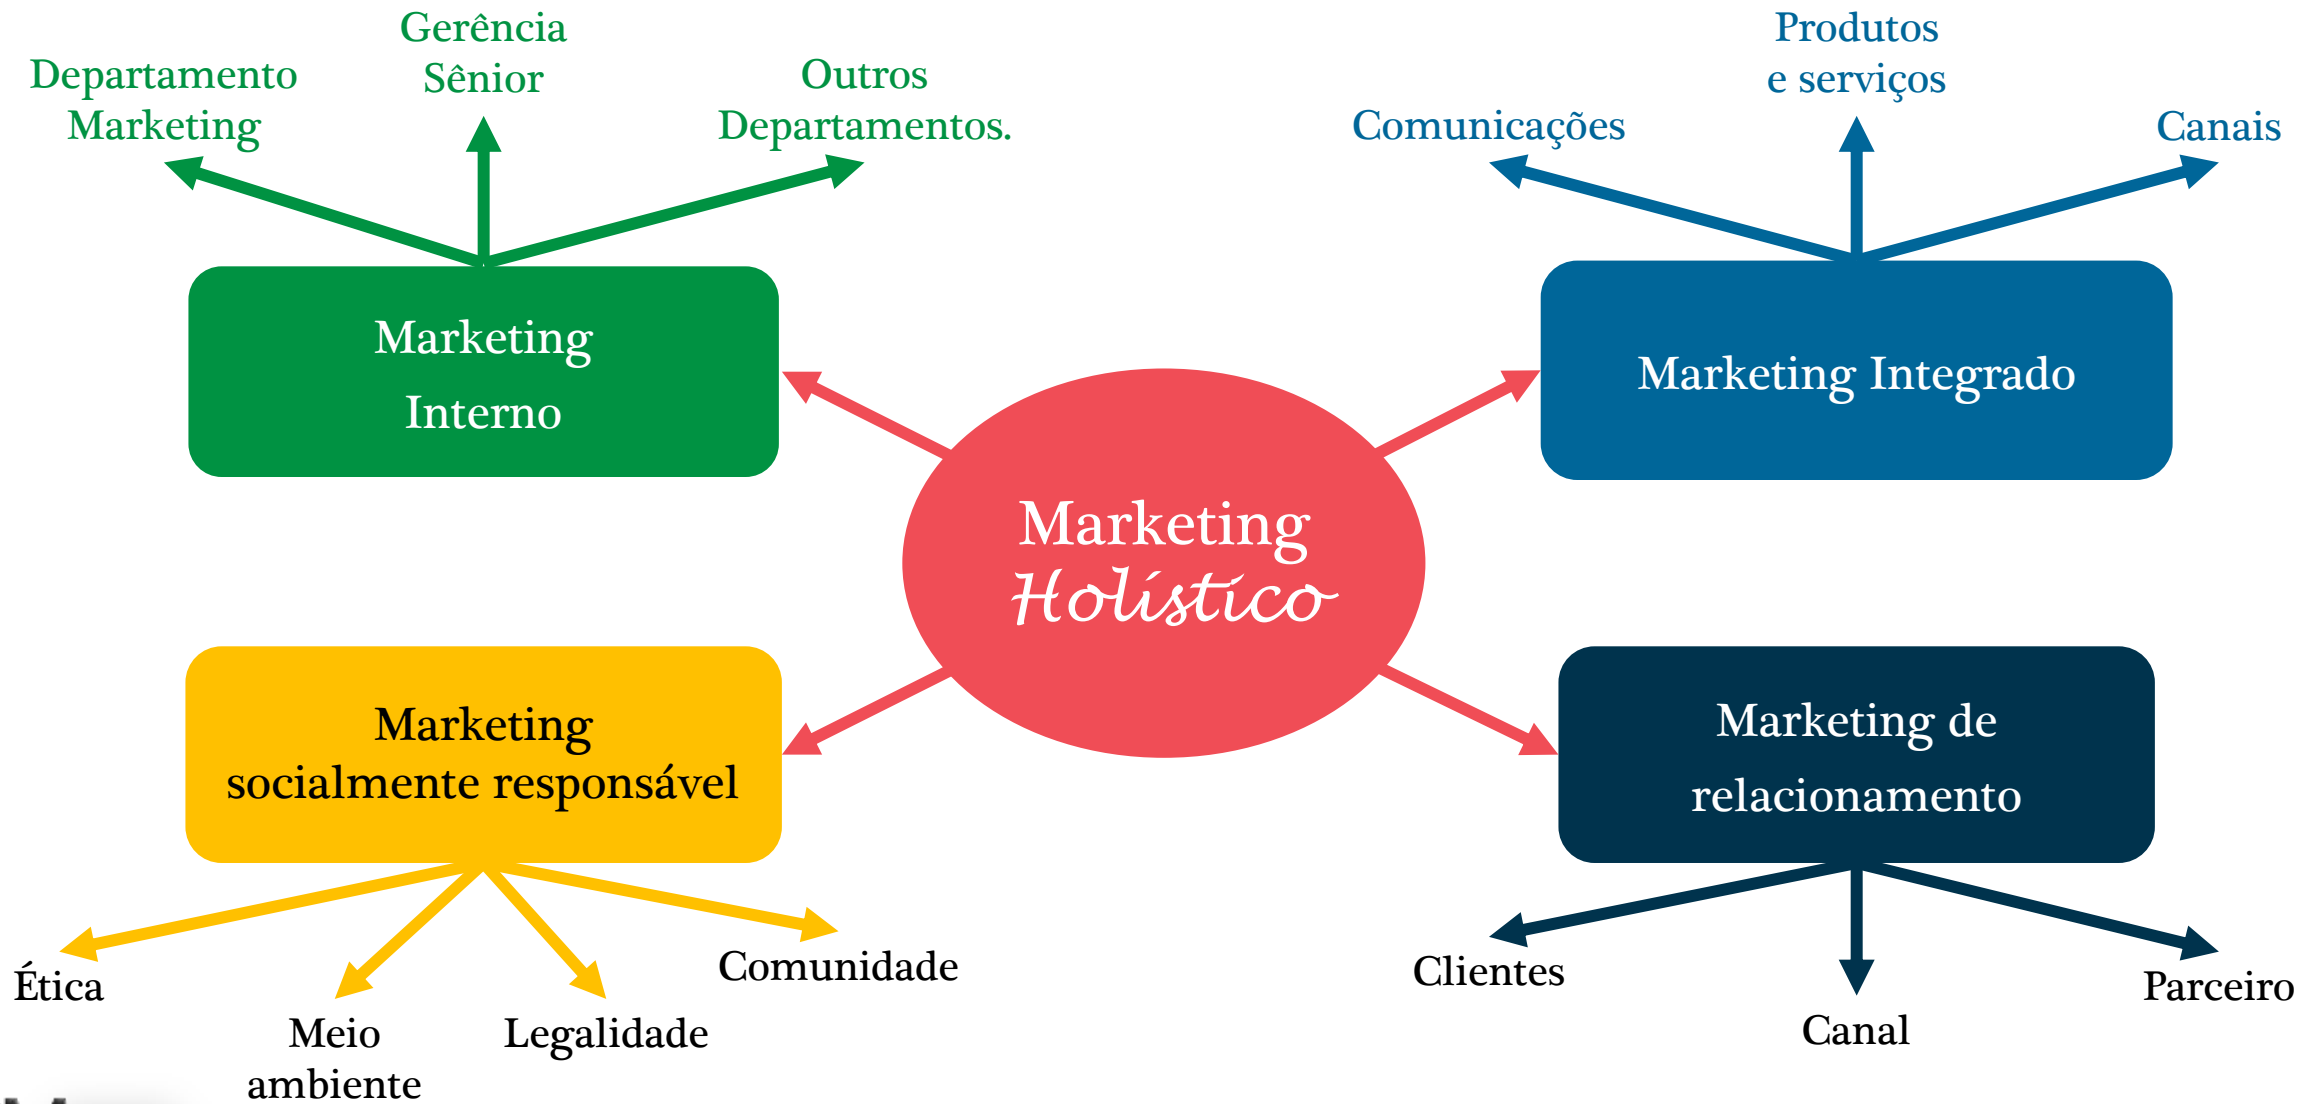 Gerência
Sênior
Departamento
Marketing
Outros
Departamentos.
Marketing
Interno
Produtos
e serviços
Comunicações
Canais
Marketing Integrado
Marketing
Holístico
Marketing
socialmente responsável
Ética
Meio
ambiente
Legalidade
Comunidade
Marketing de
relacionamento
Clientes
Canal
Parceiro